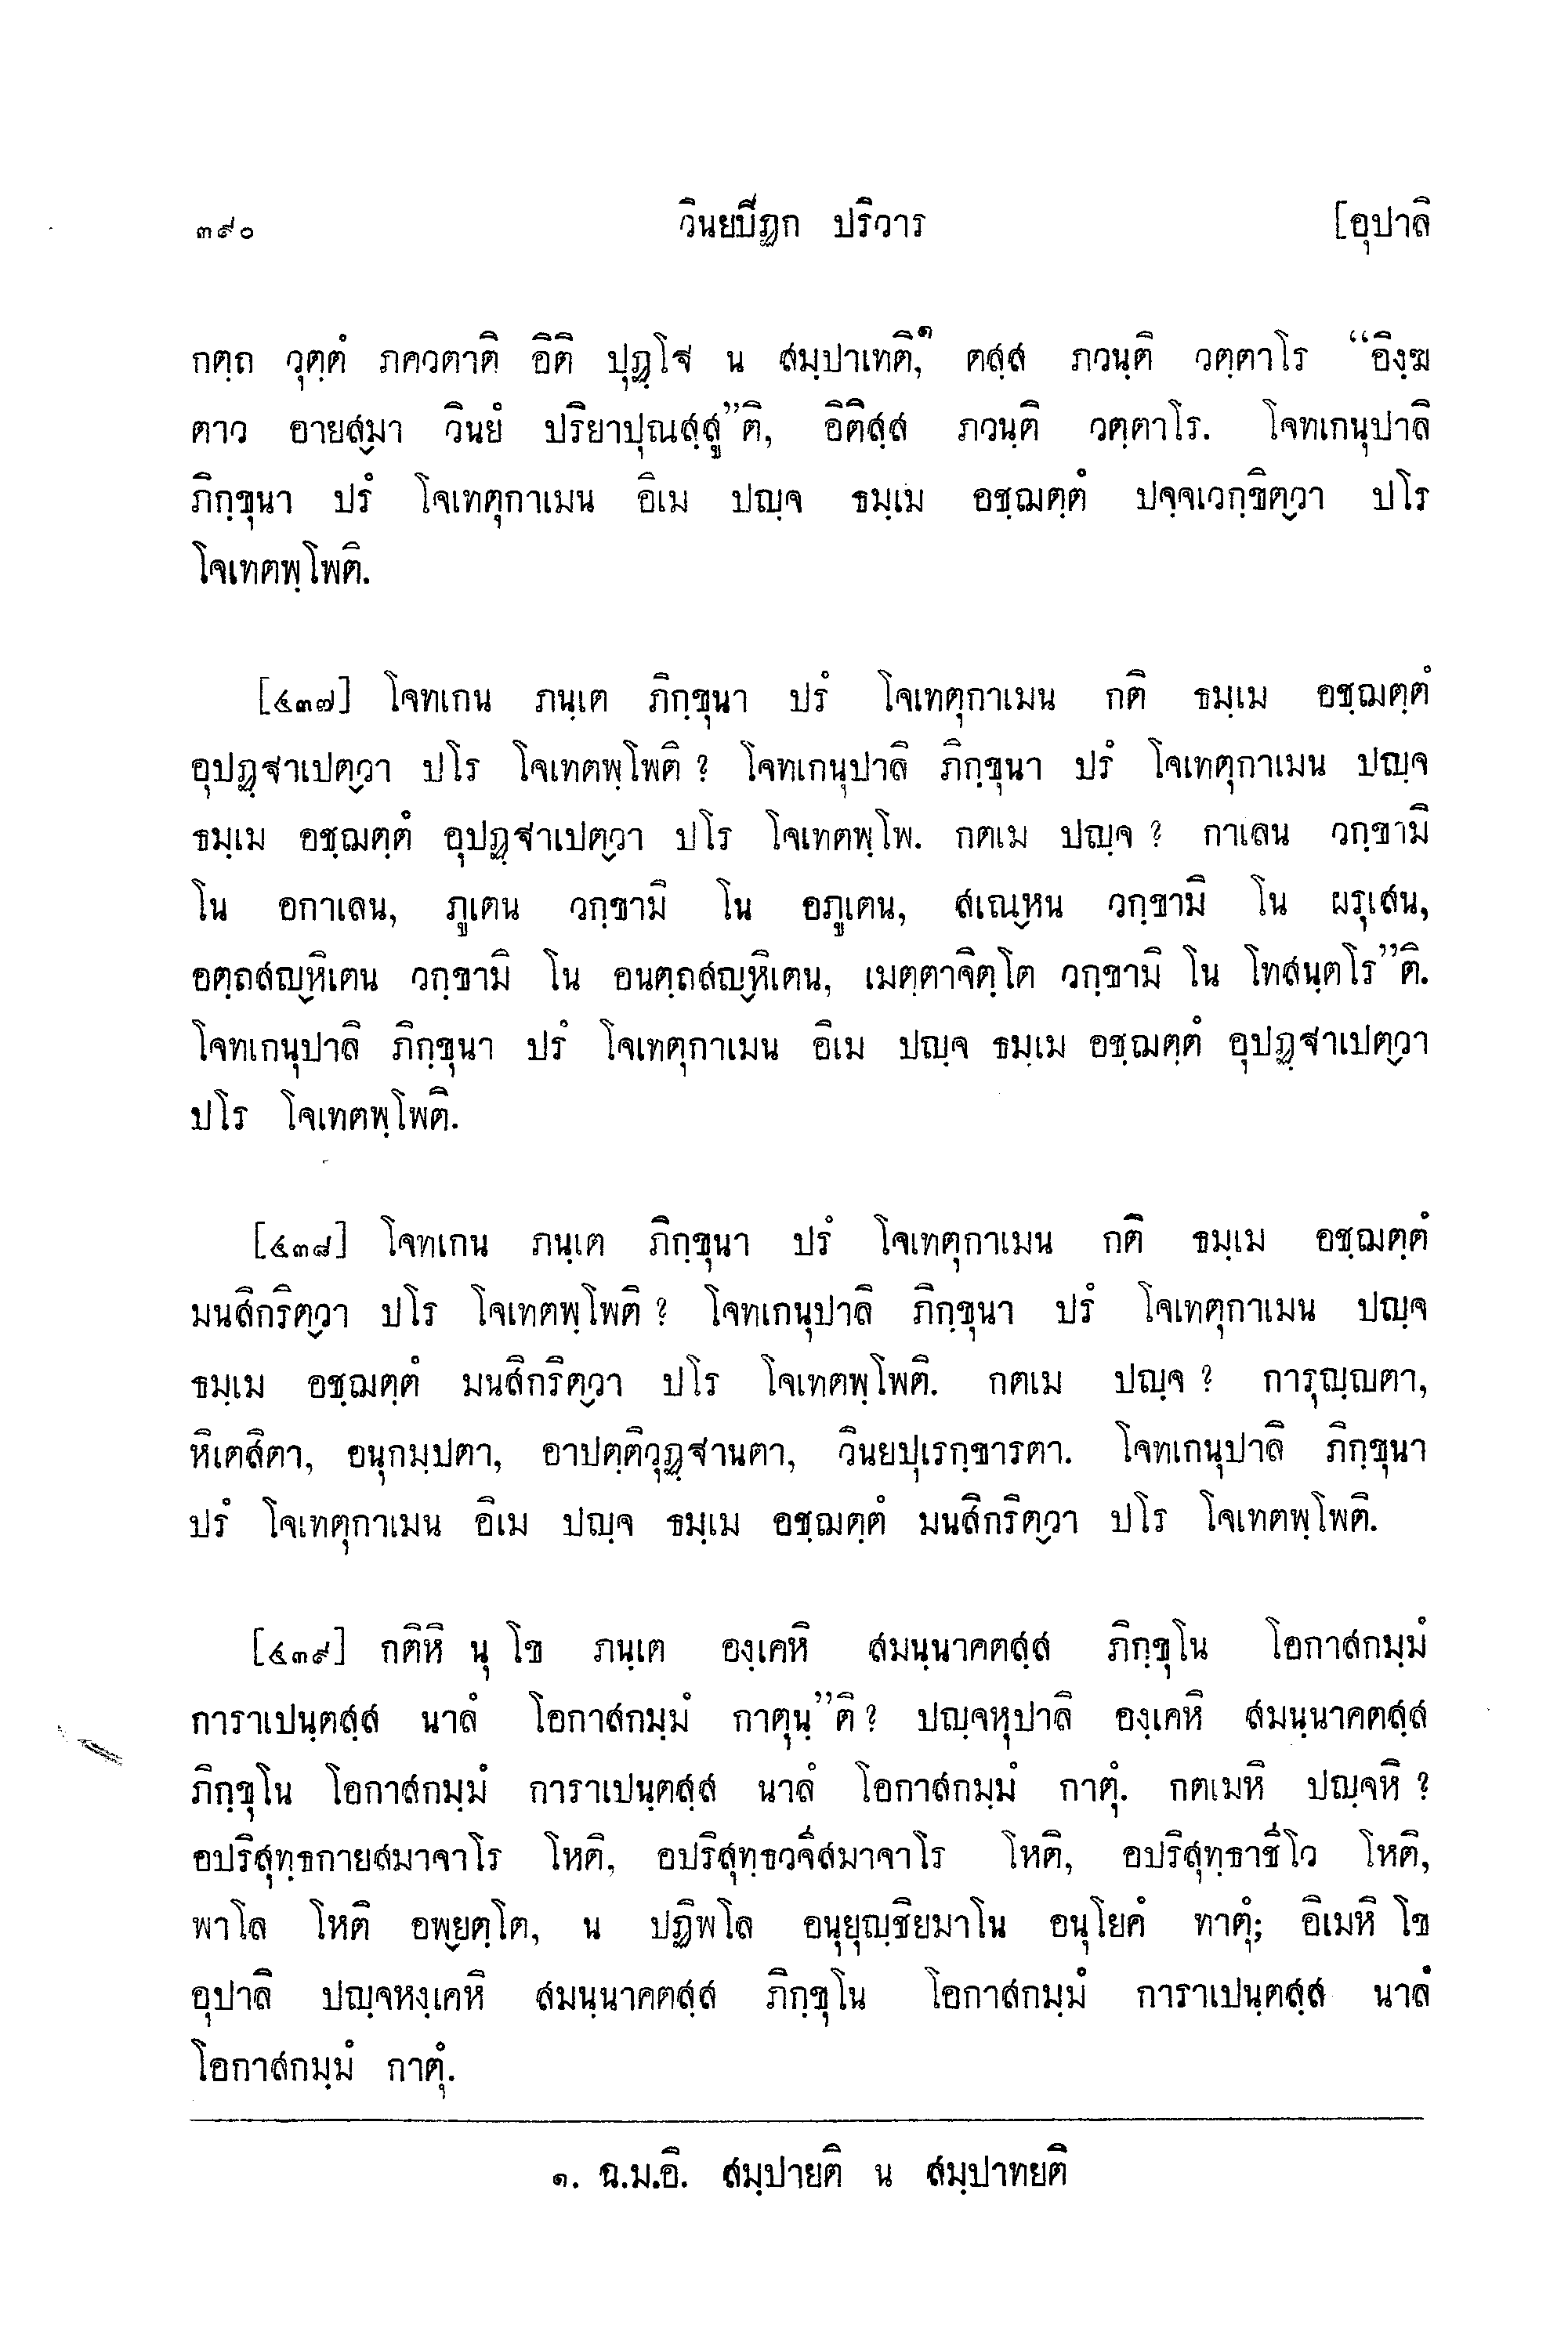 ๓๙๐ วินยปิฏก ปริวาร [อุปาลิ
กตฺถ วุตฺตํ ภควตาติ อิติ ปุฏฺโฐ น สมฺปาเทติ,๑ ตสฺส ภวนฺติ วตฺตาโร “อิงฺฆ
ตาว อายสฺมา วินยํ ปริยาปุณสฺสู”ติ, อิติสฺส ภวนฺติ วตฺตาโร. โจทเกนุปาลิ
ภิกฺขุนา ปรํ โจเทตุกาเมน อิเม ปญฺจ ธมฺเม อชฺฌตฺตํ ปจฺจเวกฺขิตฺวา ปโร
โจเทตพฺโพติ.
[๔๓๗] โจทเกน ภนฺเต ภิกฺขุนา ปรํ โจเทตุกาเมน กติ ธมฺเม อชฺฌตฺตํ
อุปฏฺฐาเปตฺวา ปโร โจเทตพฺโพติ ? โจทเกนุปาลิ ภิกฺขุนา ปรํ โจเทตุกาเมน ปญฺจ
ธมฺเม อชฺฌตฺตํ อุปฏฺฐาเปตฺวา ปโร โจเทตพฺโพ. กตเม ปญฺจ ? กาเลน วกฺขามิ
โน อกาเลน, ภูเตน วกฺขามิ โน อภูเตน, สเณฺหน วกฺขามิ โน ผรุเสน,
อตฺถสญฺหิเตน วกฺขามิ โน อนตฺถสญฺหิเตน, เมตฺตาจิตฺโต วกฺขามิ โน โทสนฺตโร”ติ.
โจทเกนุปาลิ ภิกฺขุนา ปรํ โจเทตุกาเมน อิเม ปญฺจ ธมฺเม อชฺฌตฺตํ อุปฏฺฐาเปตฺวา
ปโร โจเทตพฺโพติ.
[๔๓๘] โจทเกน ภนฺเต ภิกฺขุนา ปรํ โจเทตุกาเมน กติ ธมฺเม อชฺฌตฺตํ
มนสิกริตฺวา ปโร โจเทตพฺโพติ ? โจทเกนุปาลิ ภิกฺขุนา ปรํ โจเทตุกาเมน ปญฺจ
ธมฺเม อชฺฌตฺตํ มนสิกริตฺวา ปโร โจเทตพฺโพติ. กตเม ปญฺจ ? การุญฺญตา,
หิเตสิตา, อนุกมฺปตา, อาปตฺติวุฏฺฐานตา, วินยปุเรกฺขารตา. โจทเกนุปาลิ ภิกฺขุนา
ปรํ โจเทตุกาเมน อิเม ปญฺจ ธมฺเม อชฺฌตฺตํ มนสิกริตฺวา ปโร โจเทตพฺโพติ.
[๔๓๙] กติหิ นุ โข ภนฺเต องฺเคหิ สมนฺนาคตสฺส ภิกฺขุโน โอกาสกมฺมํ
การาเปนฺตสฺส นาลํ โอกาสกมฺมํ กาตุนฺ”ติ ? ปญฺจหุปาลิ องฺเคหิ สมนฺนาคตสฺส
ภิกฺขุโน โอกาสกมฺมํ การาเปนฺตสฺส นาลํ โอกาสกมฺมํ กาตุํ. กตเมหิ ปญฺจหิ ?
อปริสุทฺธกายสมาจาโร โหติ, อปริสุทฺธวจีสมาจาโร โหติ, อปริสุทฺธาชีโว โหติ,
พาโล โหติ อพฺยตฺโต, น ปฏิพโล อนุยุญฺชิยมาโน อนุโยคํ ทาตุํ; อิเมหิ โข
อุปาลิ ปญฺจหงฺเคหิ สมนฺนาคตสฺส ภิกฺขุโน โอกาสกมฺมํ การาเปนฺตสฺส นาลํ
โอกาสกมฺมํ กาตุํ.
๑. ฉ.ม.อิ. สมฺปายติ น สมฺปาทยติ